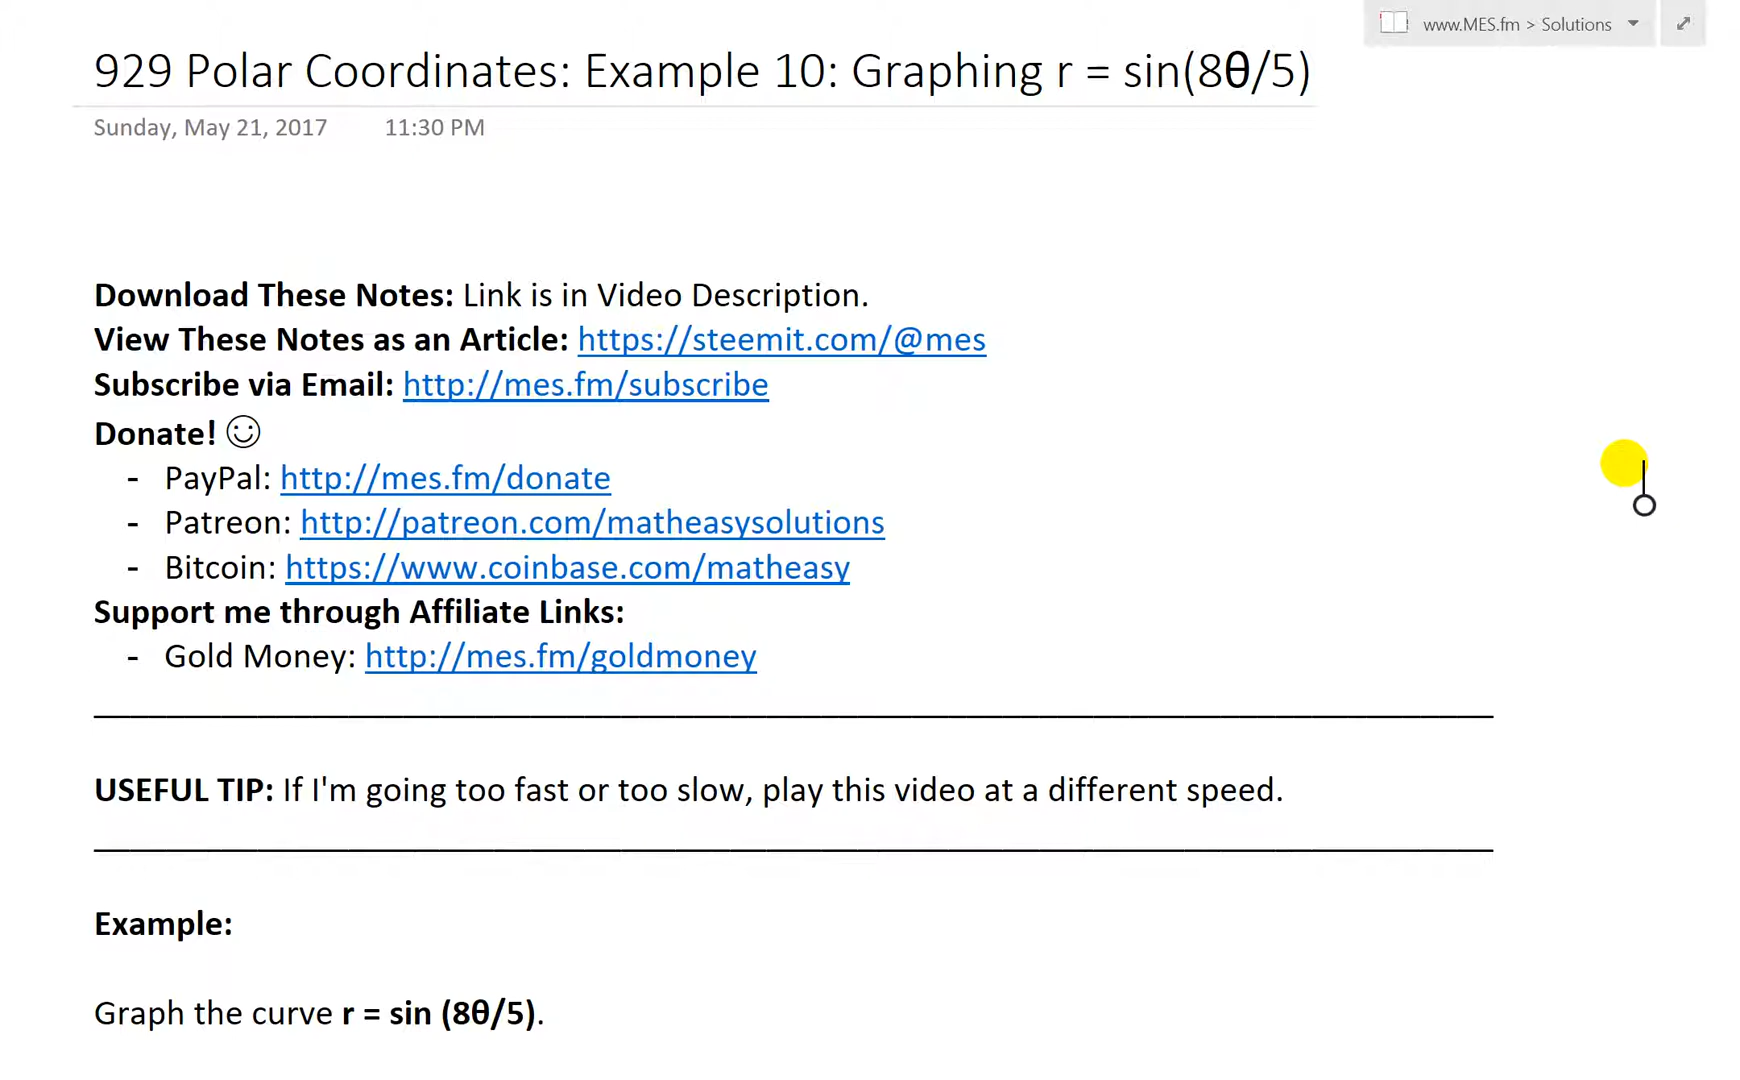 www.MES.fm > Solutions
929 Polar Coordinates: Example 10: Graphing r = sin(8θ/5)
Sunday, May 21, 2017 11:30 PM
Download These Notes: Link is in Video Description.
View These Notes as an Article: https://steemit.com/@mes
Subscribe via Email: http://mes.fm/subscribe
Donate! ☺
- PayPal: http://mes.fm/donate
- Patreon: http://patreon.com/matheasysolutions
- Bitcoin: https://www.coinbase.com/matheasy
Support me through Affiliate Links:
- Gold Money: http://mes.fm/goldmoney
USEFUL TIP: If I'm going too fast or too slow, play this video at a different speed.
Example:
Graph the curve r = sin (8θ/5).